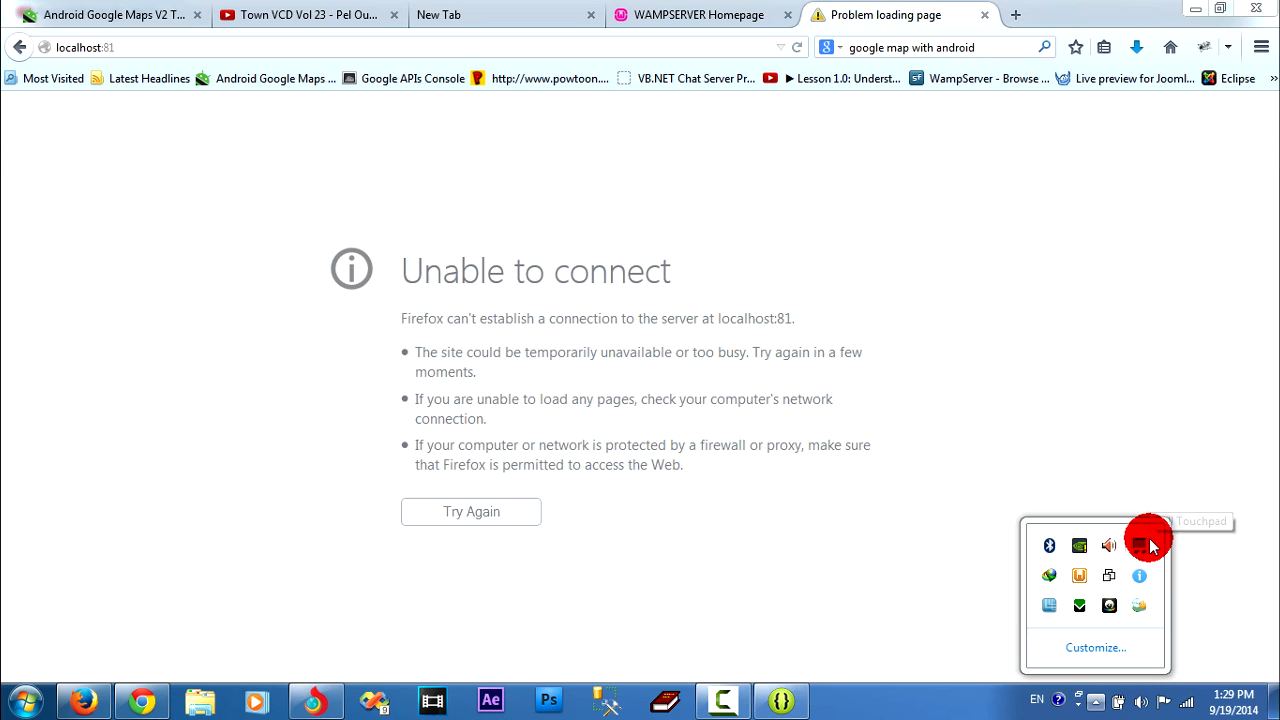 Android Google Maps V2 T...
Town VCD Vol 23 - Pel Ou...
New Tab
WAMPSERVER Homepage
Problem loading page
localhost:81
google map with android
Most Visited
Latest Headlines
Android Google Maps ...
Google APIs Console
http://www.powtoon....
VB.NET Chat Server Pr...
▶ Lesson 1.0: Underst...
WampServer - Browse ...
Live preview for Dooml...
Eclipse
Unable to connect
Firefox can't establish a connection to the server at localhost:81.
The site could be temporarily unavailable or too busy. Try again in a few
moments.
If you are unable to load any pages, check your computer's network
connection.
If your computer or network is protected by a firewall or proxy, make sure
that Firefox is permitted to access the Web.
Try Again
Touchpad
Customize...
Ae
Ps
EN
1:29 PM
9/19/2014